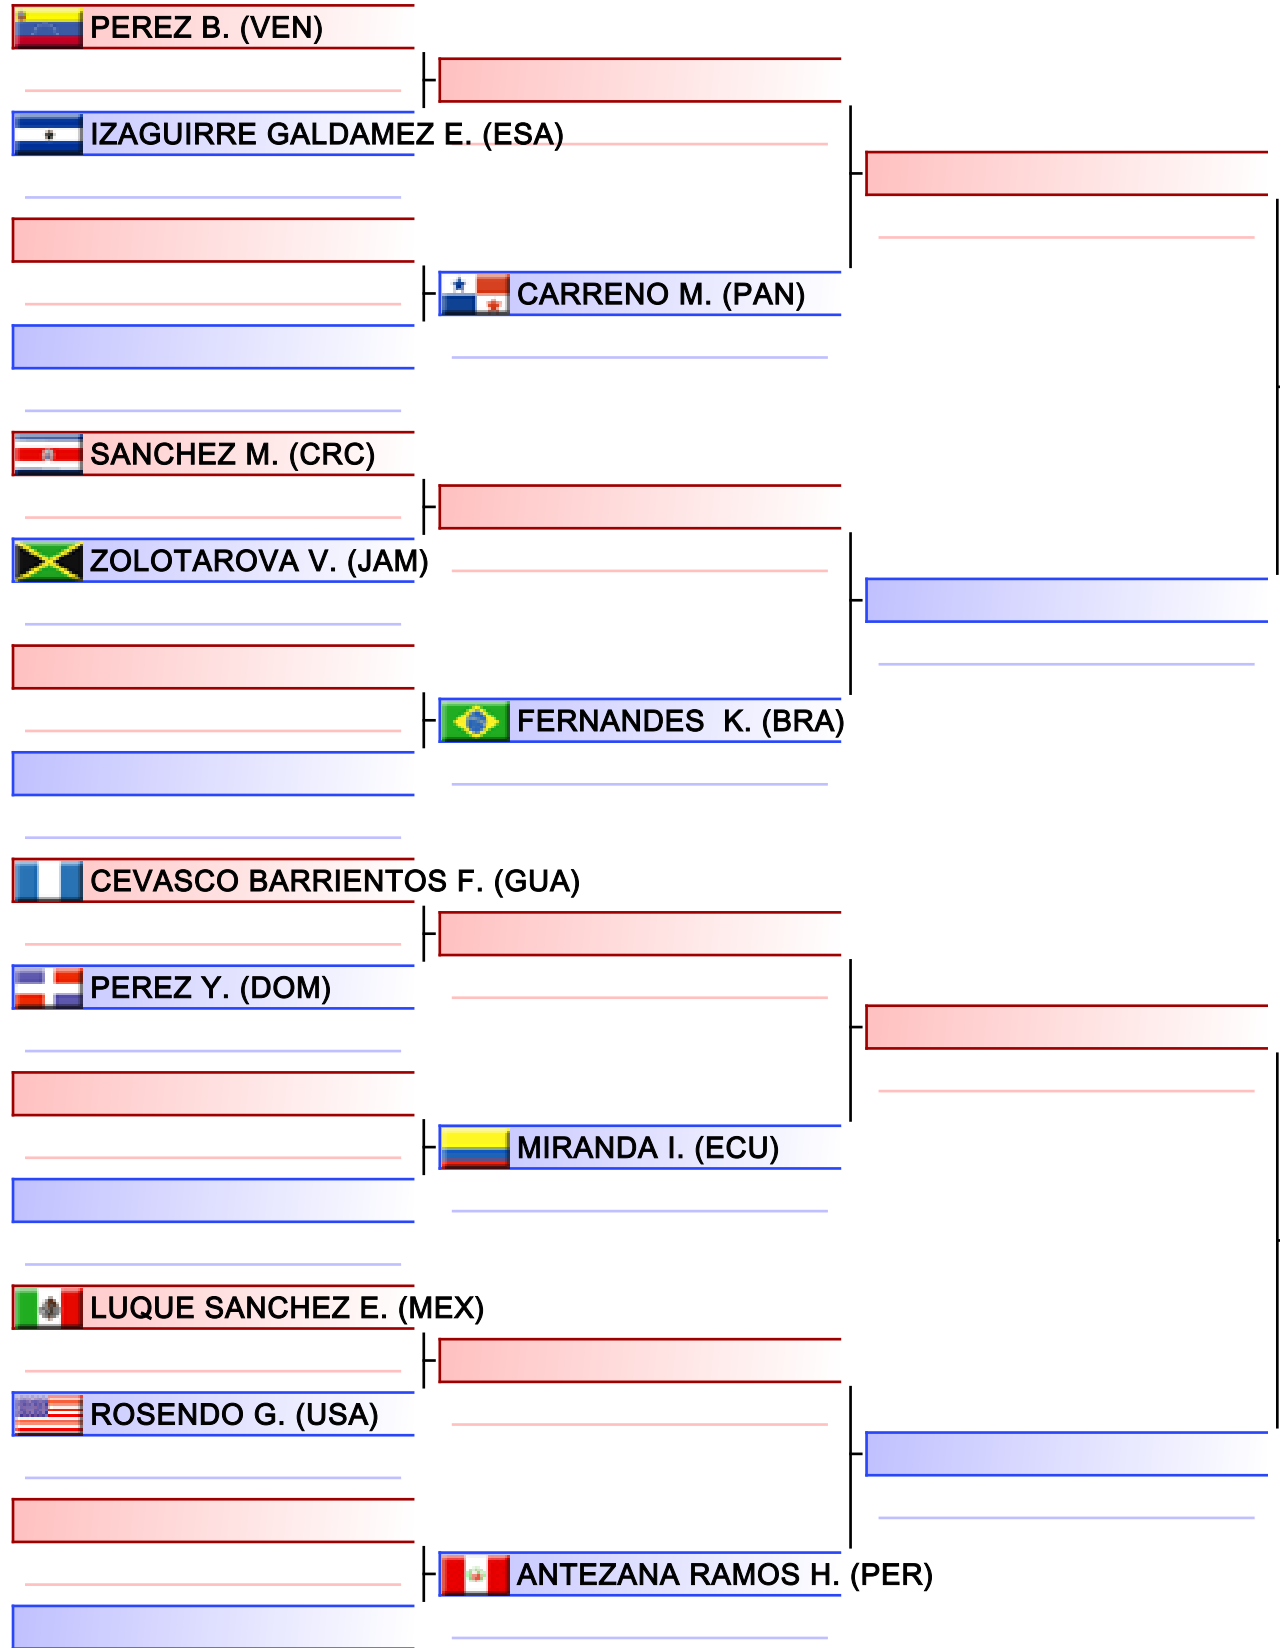 PEREZ B. (VEN)
IZAGUIRRE GALDAMEZ E. (ESA)
CARRENO M. (PAN)
SANCHEZ M. (CRC)
ZOLOTAROVA V. (JAM)
FERNANDES  K. (BRA)
CEVASCO BARRIENTOS F. (GUA)
PEREZ Y. (DOM)
MIRANDA I. (ECU)
LUQUE SANCHEZ E. (MEX)
ROSENDO G. (USA)
ANTEZANA RAMOS H. (PER)